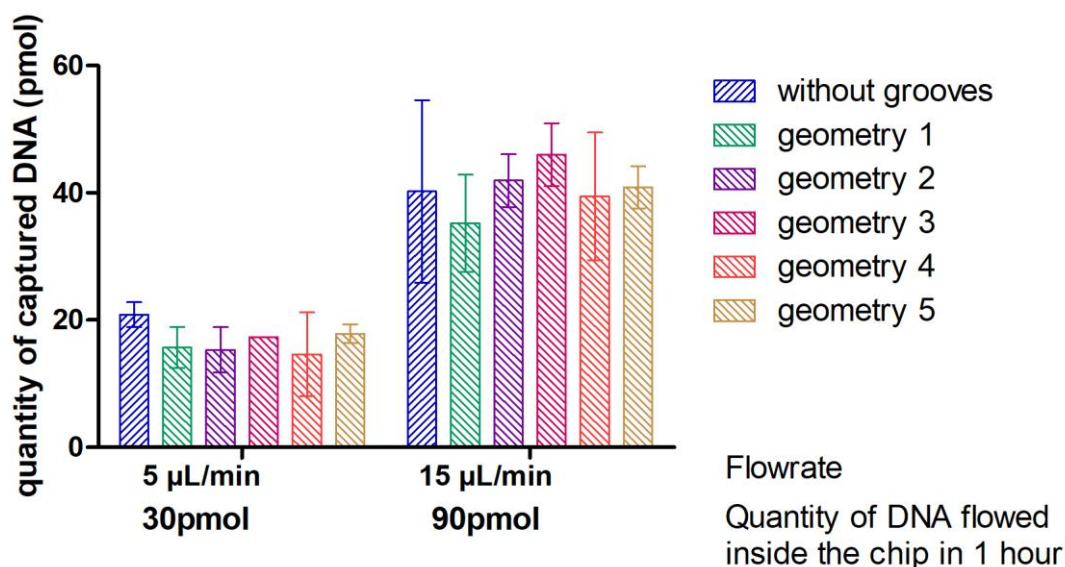 quantity of captured DNA (pmol)
60
40
20
0
5 µL/min
15 µL/min
30pmol
90pmol
without grooves
geometry 1
geometry 2
geometry 3
geometry 4
geometry 5
Flowrate
Quantity of DNA flowed
inside the chip in 1 hour